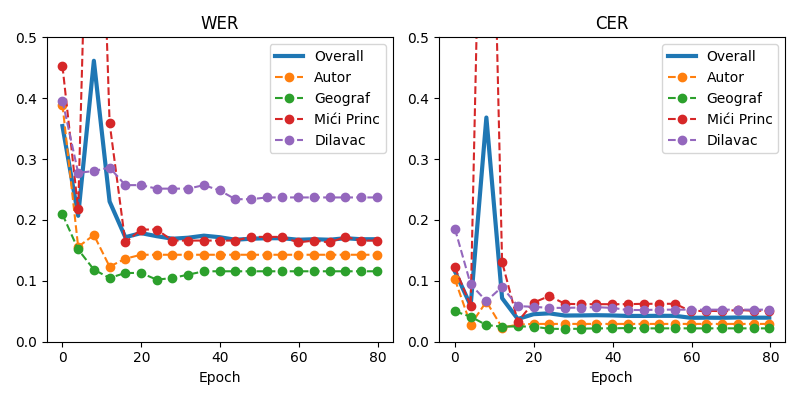 WER
0.5
0.4
0.3
0.2
0.1
0.0
0
20
40
60
80
Epoch
Overall
Autor
Geograf
Mići Princ
Dilavac
CER
0.5
0.4
0.3
0.2
0.1
0.0
0
20
40
60
80
Epoch
Overall
Autor
Geograf
Mići Princ
Dilavac